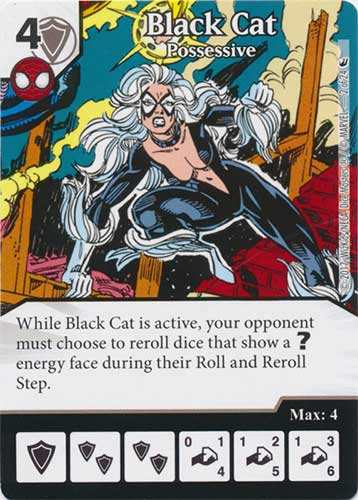 4
Black Cat
Possessive
While Black Cat is active, your opponent
must choose to reroll dice that show a ?
energy face during their Roll and Reroll
Step.
Max: 4
0 1 4
1 2 5
1 3 6